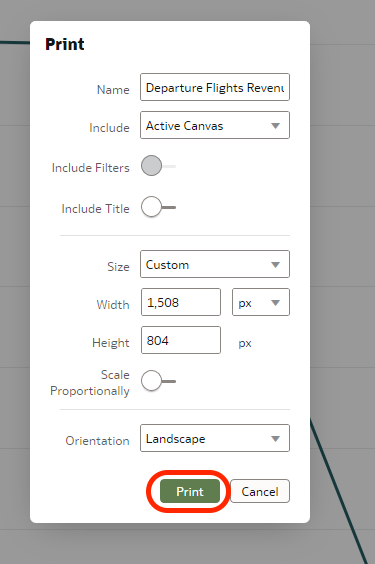 Print
Name Departure Flights Revenu
Include Active Canvas
Include Filters
Include Title
Size Custom
Width 1,508 px
Height 804 px
Scale
Proportionally
Orientation Landscape
Print Cancel